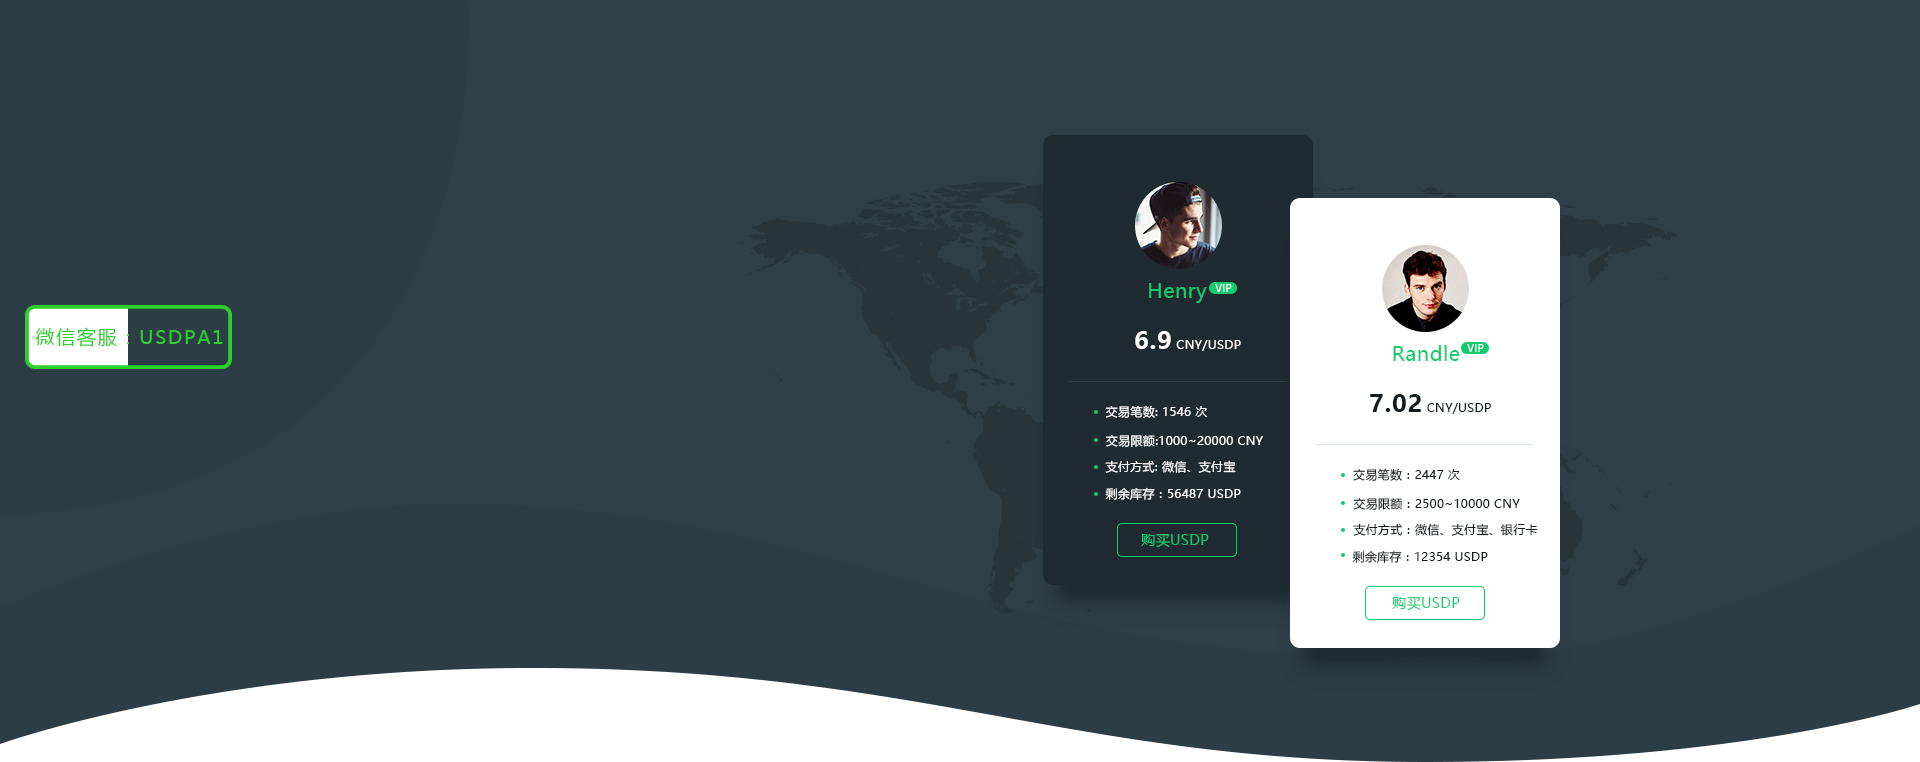 微信客服：USDPA1
Henry VIP
6.9 CNY/USDP
交易笔数: 1546 次
交易限额:1000~20000 CNY
支付方式: 微信、支付宝
剩余库存：56487 USDP
购买USDP
Randle VIP
7.02 CNY/USDP
交易笔数：2447 次
交易限额：2500~10000 CNY
支付方式：微信、支付宝、银行卡
剩余库存：12354 USDP
购买USDP